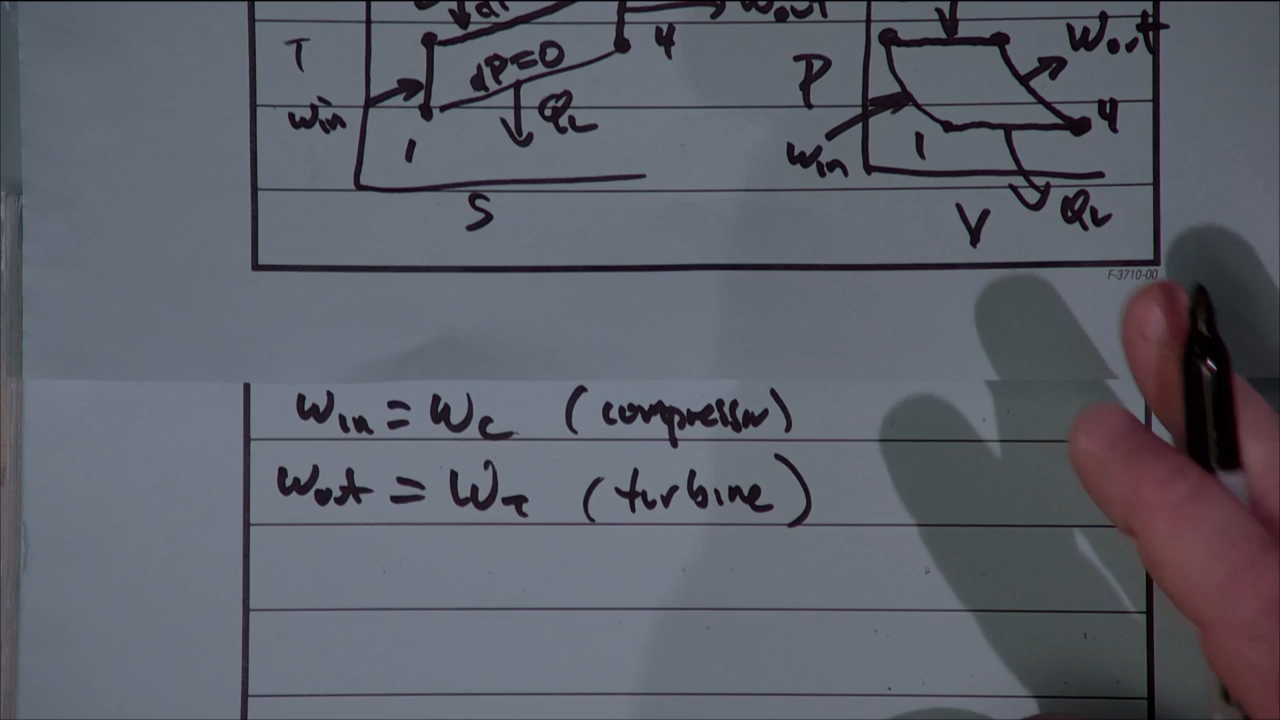 Wout
T
dP=0
4
Win
QL
1
S
P
Wout
4
Win
1
QL
V
F-3710-00
Win = Wc (compressor)
Wout = WT (turbine)